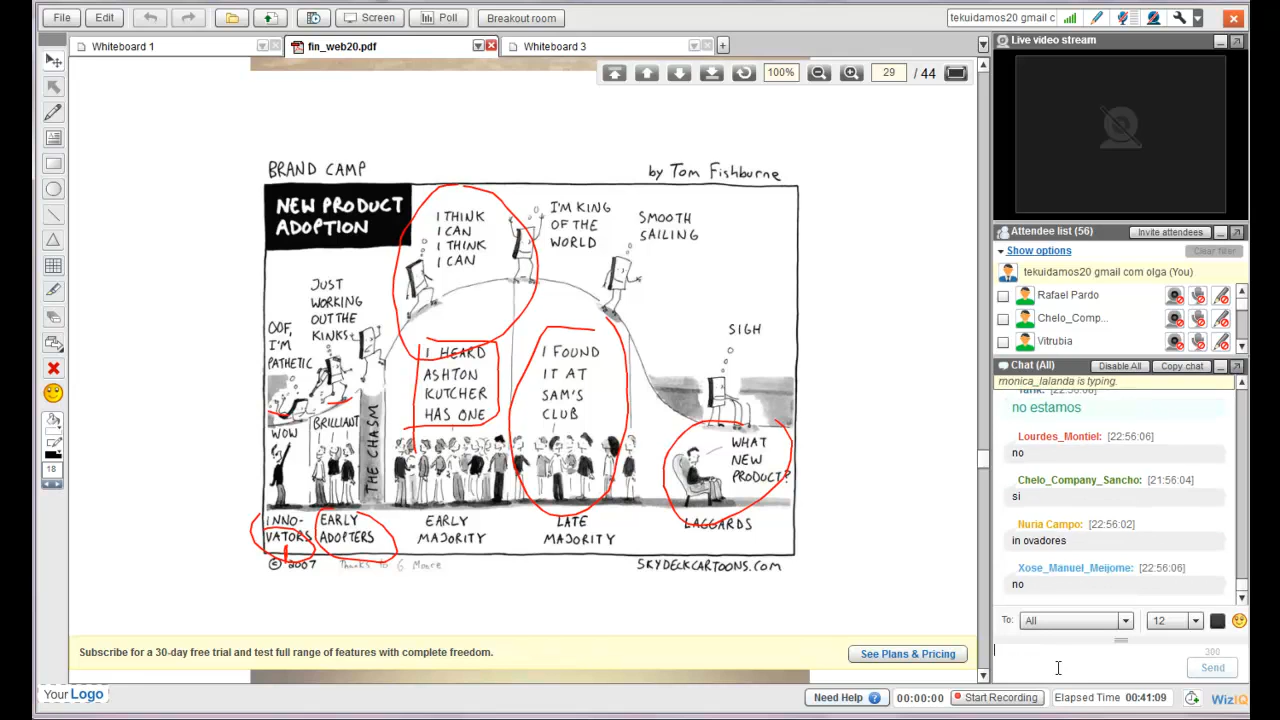 File
Edit
Screen
Poll
Breakout room
tekuidamos20 gmail c
Whiteboard 1
fin_web20.pdf
Whiteboard 3
100%
29 / 44
BRAND CAMP
by Tom Fishburne
NEW PRODUCT
ADOPTION
I THINK
I CAN
I THINK
I CAN
I'M KING
OF THE
WORLD
SMOOTH
SAILING
JUST
WORKING
OUT THE
KINKS
OOF,
I'M
PATHETIC
SIGH
I HEARD
ASHTON
KUTCHER
HAS ONE
I FOUND
IT AT
SAM'S
CLUB
WOW
BRILLIANT
THE CHASM
WHAT
NEW
PRODUCT?
INNO-
VATORS
EARLY
ADOPTERS
EARLY
MAJORITY
LATE
MAJORITY
LAGGARDS
© 2007
Thanks to G Moore
SKYDECKCARTOONS.COM
Subscribe for a 30-day free trial and test full range of features with complete freedom.
See Plans & Pricing
Your Logo
Need Help ?
00:00:00
Start Recording
Elapsed Time 00:41:09
WizIQ
Live video stream
Attendee list (56)
Invite attendees
Show options
Clear filter
tekuidamos20 gmail com olga (You)
Rafael Pardo
Chelo_Comp...
Vitrubia
Chat (All)
Disable All
Copy chat
monica_lalanda is typing.
no estamos
Lourdes_Montiel: [22:56:06]
no
Chelo_Company_Sancho: [21:56:04]
si
Nuria Campo: [22:56:02]
in ovadores
Xose_Manuel_Meijome: [22:56:06]
no
To: All
12
300
Send
18